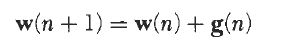 w(n + 1) = w(n) + g(n)